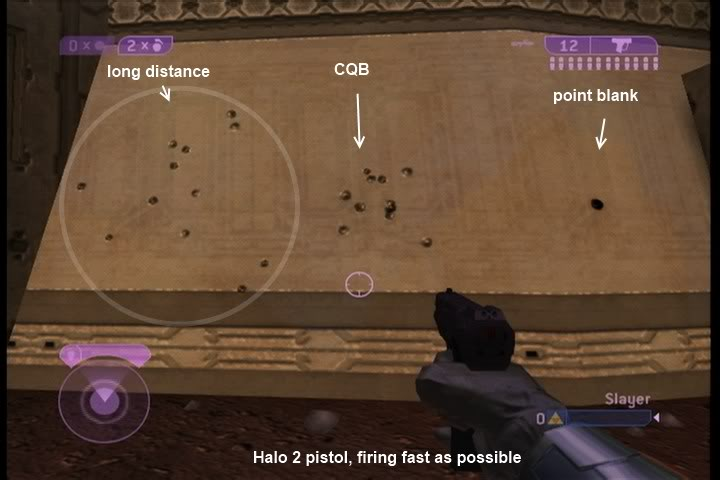 0 ×
2 ×
12
long distance
CQB
point blank
Slayer
0
Halo 2 pistol, firing fast as possible